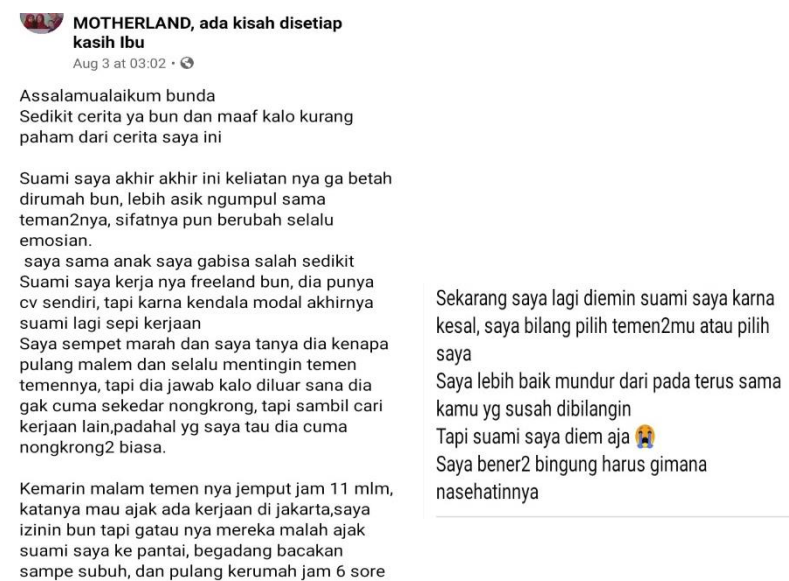 MOTHERLAND, ada kisah disetiap
kasih Ibu
Aug 3 at 03:02 ·
Assalamualaikum bunda
Sedikit cerita ya bun dan maaf kalo kurang
paham dari cerita saya ini
Suami saya akhir akhir ini keliatan nya ga betah
dirumah bun, lebih asik ngumpul sama
teman2nya, sifatnya pun berubah selalu
emosian.
saya sama anak saya gabisa salah sedikit
Suami saya kerja nya freeland bun, dia punya
cv sendiri, tapi karna kendala modal akhirnya
suami lagi sepi kerjaan
Saya sempet marah dan saya tanya dia kenapa
pulang malem dan selalu mentingin temen
temennya, tapi dia jawab kalo diluar sana dia
gak cuma sekedar nongkrong, tapi sambil cari
kerjaan lain,padahal yg saya tau dia cuma
nongkrong2 biasa.
Kemarin malam temen nya jemput jam 11 mlm,
katanya mau ajak ada kerjaan di jakarta,saya
izinin bun tapi gatau nya mereka malah ajak
suami saya ke pantai, begadang bacakan
sampe subuh, dan pulang kerumah jam 6 sore
Sekarang saya lagi diemin suami saya karna
kesal, saya bilang pilih temen2mu atau pilih
saya
Saya lebih baik mundur dari pada terus sama
kamu yg susah dibilangin
Tapi suami saya diem aja 😭
Saya bener2 bingung harus gimana
nasehatinnya